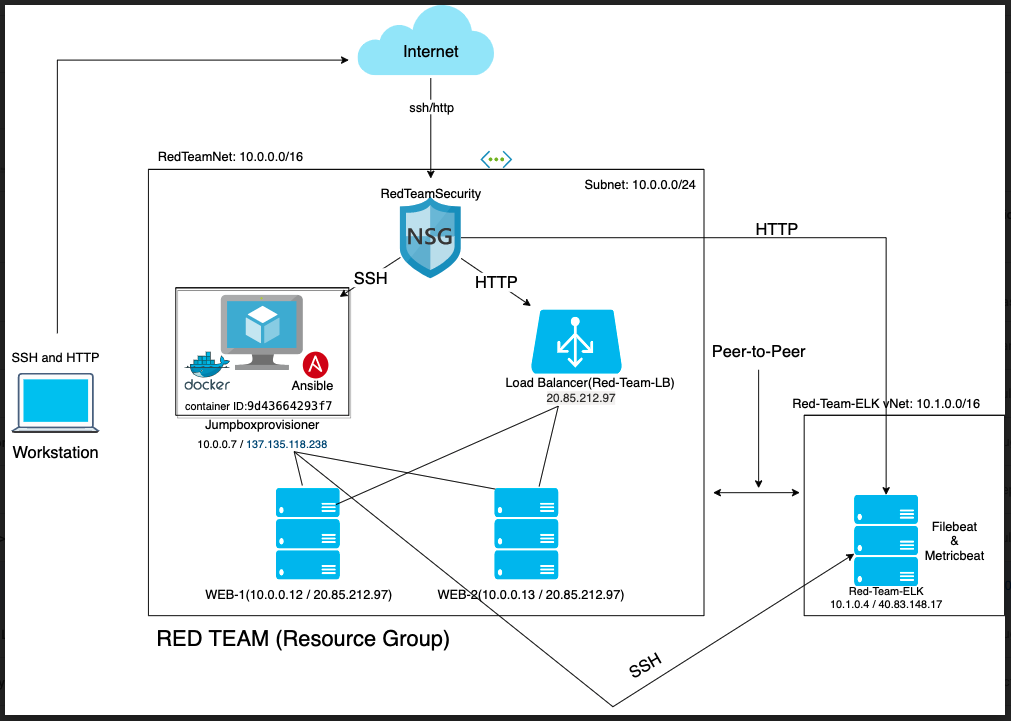 Internet
ssh/http
RedTeamNet: 10.0.0.0/16
Subnet: 10.0.0.0/24
RedTeamSecurity
NSG
HTTP
SSH
HTTP
SSH and HTTP
Workstation
docker
Ansible
container ID:9d43664293f7
Jumpboxprovisioner
10.0.0.7 / 137.135.118.238
Load Balancer(Red-Team-LB)
20.85.212.97
Peer-to-Peer
Red-Team-ELK vNet: 10.1.0.0/16
Filebeat
&
Metricbeat
Red-Team-ELK
10.1.0.4 / 40.83.148.17
WEB-1(10.0.0.12 / 20.85.212.97)
WEB-2(10.0.0.13 / 20.85.212.97)
RED TEAM (Resource Group)
SSH